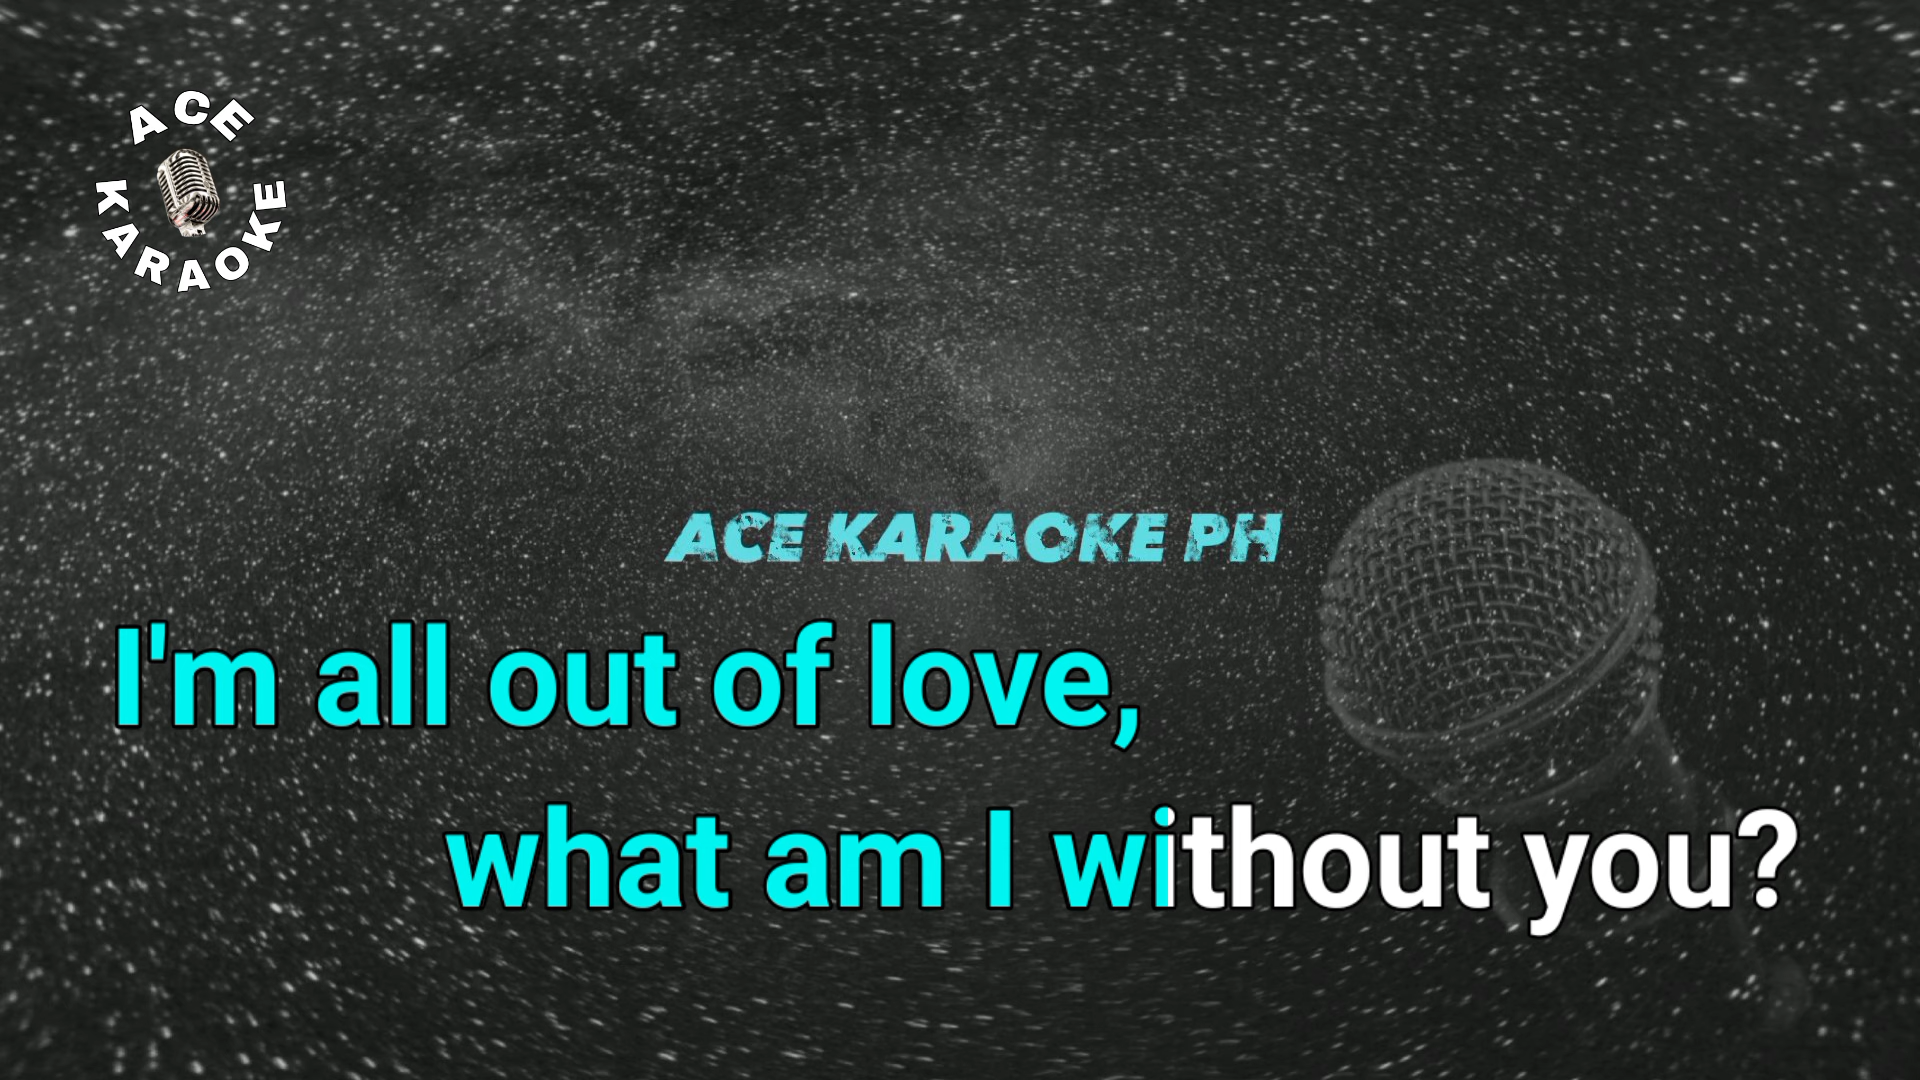 ACE
KARAOKE
ACE KARAOKE PH
I'm all out of love,
what am I without you?